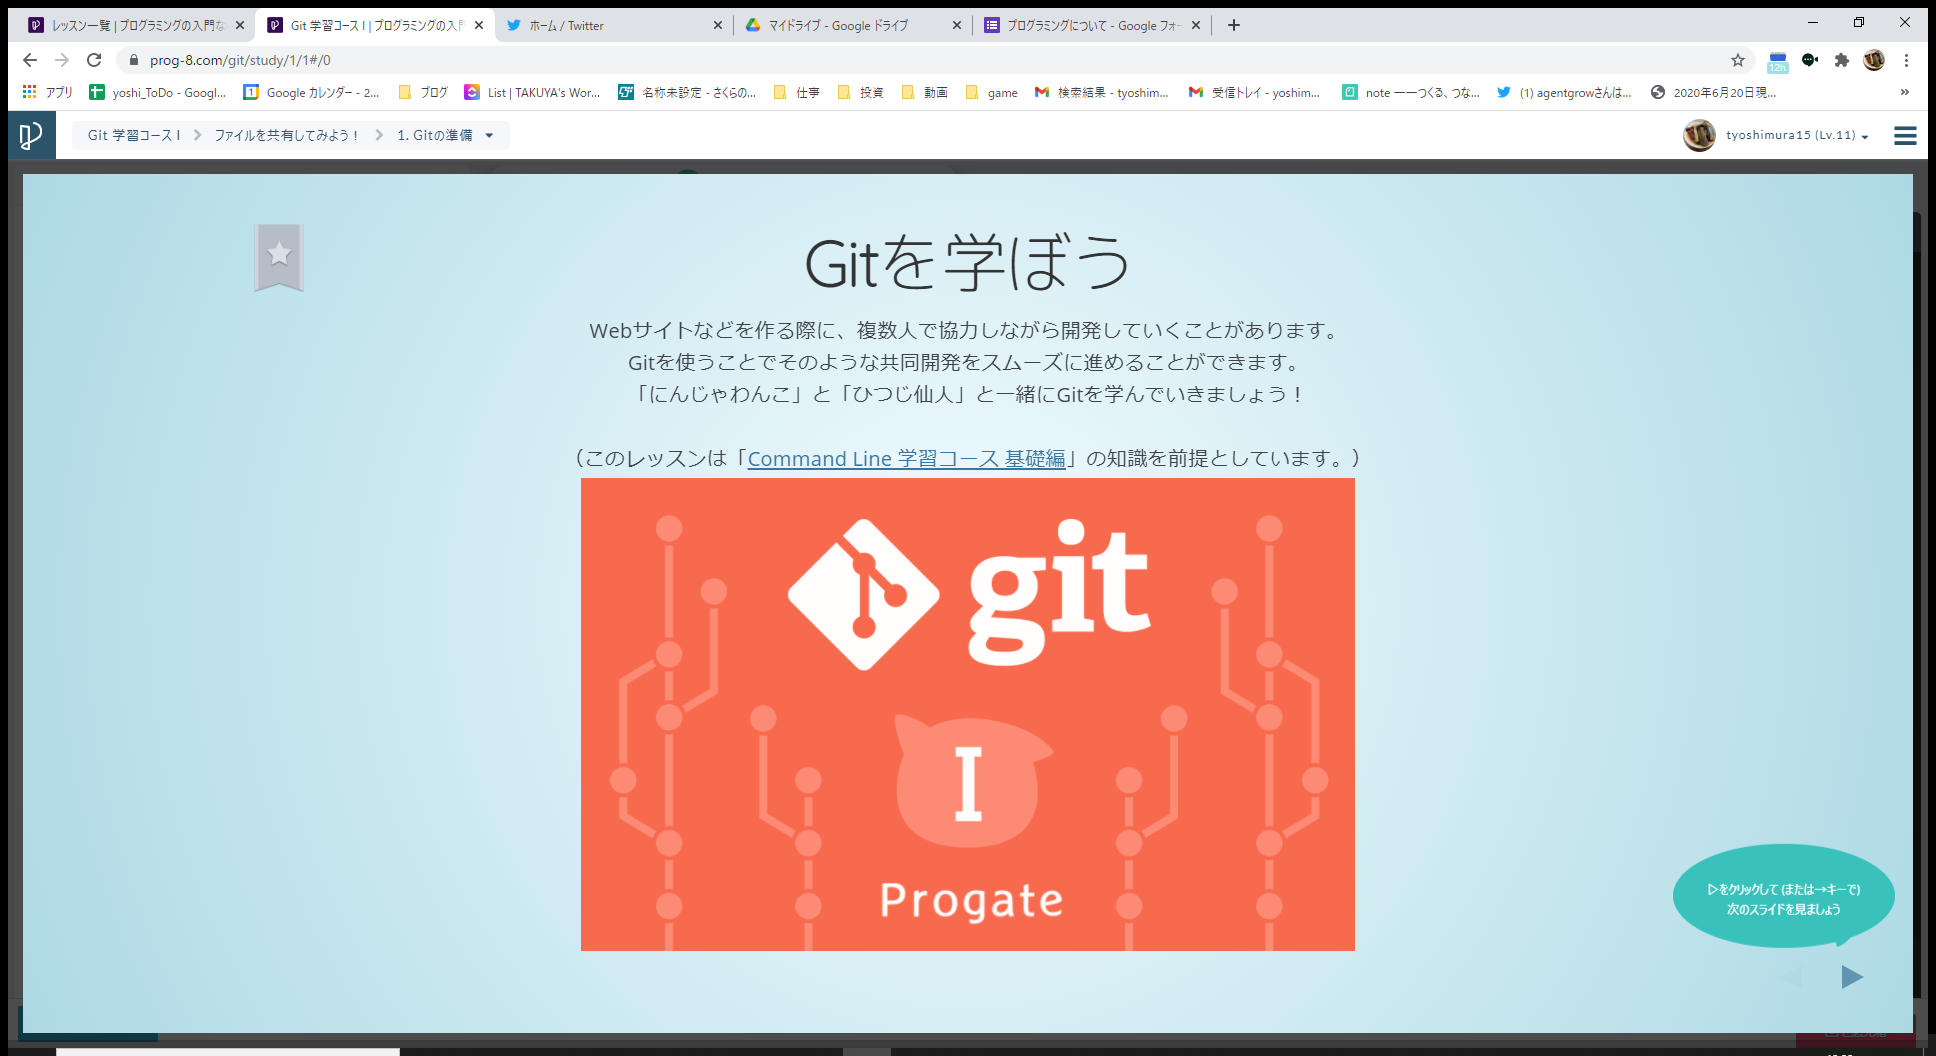 レッスン一覧 | プログラミングの入門な
Git 学習コース I | プログラミングの入門
ホーム / Twitter
マイドライブ - Google ドライブ
プログラミングについて - Google フォー
prog-8.com/git/study/1/1#/0
12h
アプリ
yoshi_ToDo - Googl...
Google カレンダー - 2...
ブログ
List | TAKUYA's Wor...
名称未設定 - さくらの...
仕事
投資
動画
game
検索結果 - tyoshim...
受信トレイ - yoshim...
note ――つくる、つな...
(1) agentgrowさんは...
2020年6月20日現...
»
Git 学習コース I
ファイルを共有してみよう！
1. Gitの準備
tyoshimura15 (Lv.11)
Gitを学ぼう
Webサイトなどを作る際に、複数人で協力しながら開発していくことがあります。
Gitを使うことでそのような共同開発をスムーズに進めることができます。
「にんじゃわんこ」と「ひつじ仙人」と一緒にGitを学んでいきましょう！
（このレッスンは「Command Line 学習コース 基礎編」の知識を前提としています。）
git
I
Progate
▷をクリックして (または→キーで)
次のスライドを見ましょう